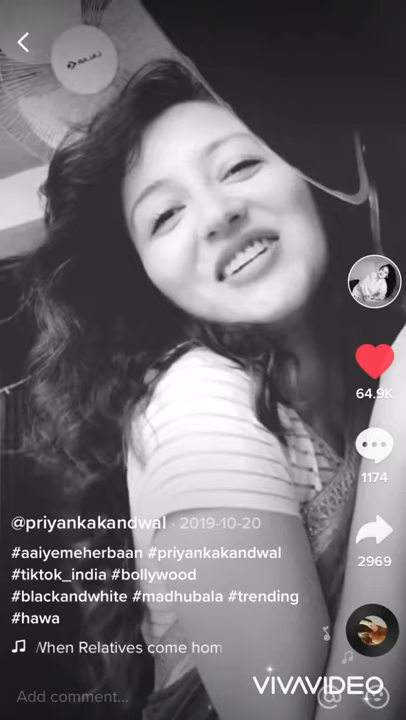 BAJAJ
64.9K
1174
@priyankakandwal · 2019-10-20
2969
#aaiyemeherbaan #priyankakandwal
#tiktok_india #bollywood
#blackandwhite #madhubala #trending
#hawa
When Relatives come hom
VIVAVIDEO
Add comment...